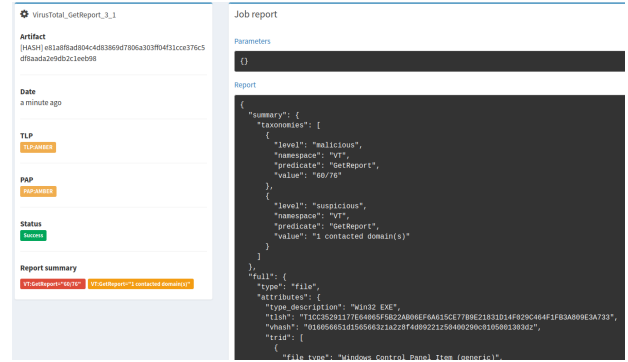 VirusTotal_GetReport_3_1
Artifact
[HASH] e81a8f8ad804c4d83869d7806a303ff04f31cce376c5
df8aada2e9db2c1eeb98
Date
a minute ago
TLP
TLP:AMBER
PAP
PAP:AMBER
Status
Success
Report summary
VT:GetReport="60/76" VT:GetReport="1 contacted domain(s)"
Job report
Parameters
{}
Report
{
"summary": {
"taxonomies": [
{
"level": "malicious",
"namespace": "VT",
"predicate": "GetReport",
"value": "60/76"
},
{
"level": "suspicious",
"namespace": "VT",
"predicate": "GetReport",
"value": "1 contacted domain(s)"
}
]
},
"full": {
"type": "file",
"attributes": {
"type_description": "Win32 EXE",
"tlsh": "T1CC35291177E64065F5B22AB06EF6A615CE77B9E21831D14F029C464F1FB3A809E3A733",
"vhash": "016056651d1565663z1a2z8f4d09221z50400290c0105001303dz",
"trid": [
{
"file_type": "Windows Control Panel Item (generic)",